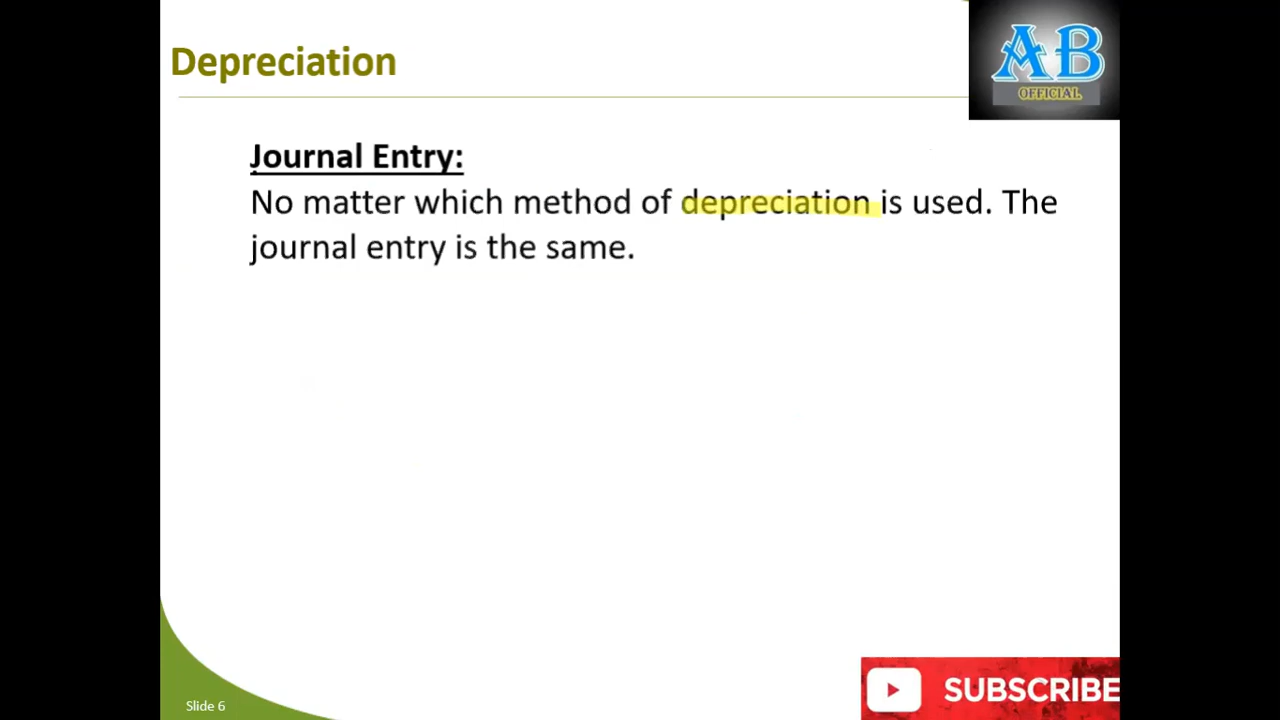 Depreciation
AB
OFFICIAL
Journal Entry:
No matter which method of depreciation is used. The
journal entry is the same.
Slide 6
SUBSCRIBE